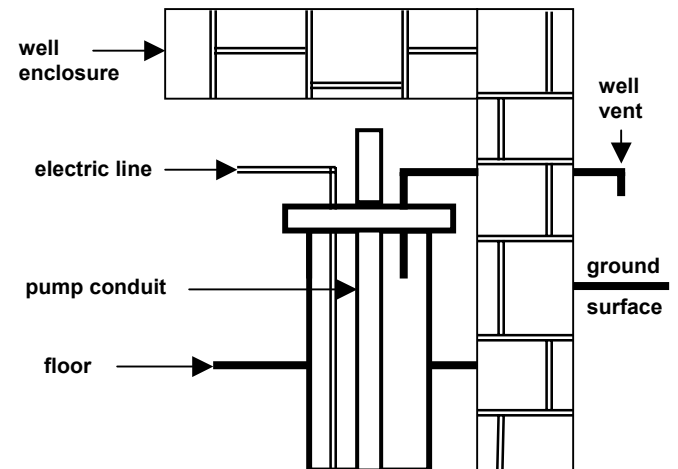 well
enclosure
well
vent
electric line
ground
surface
pump conduit
floor